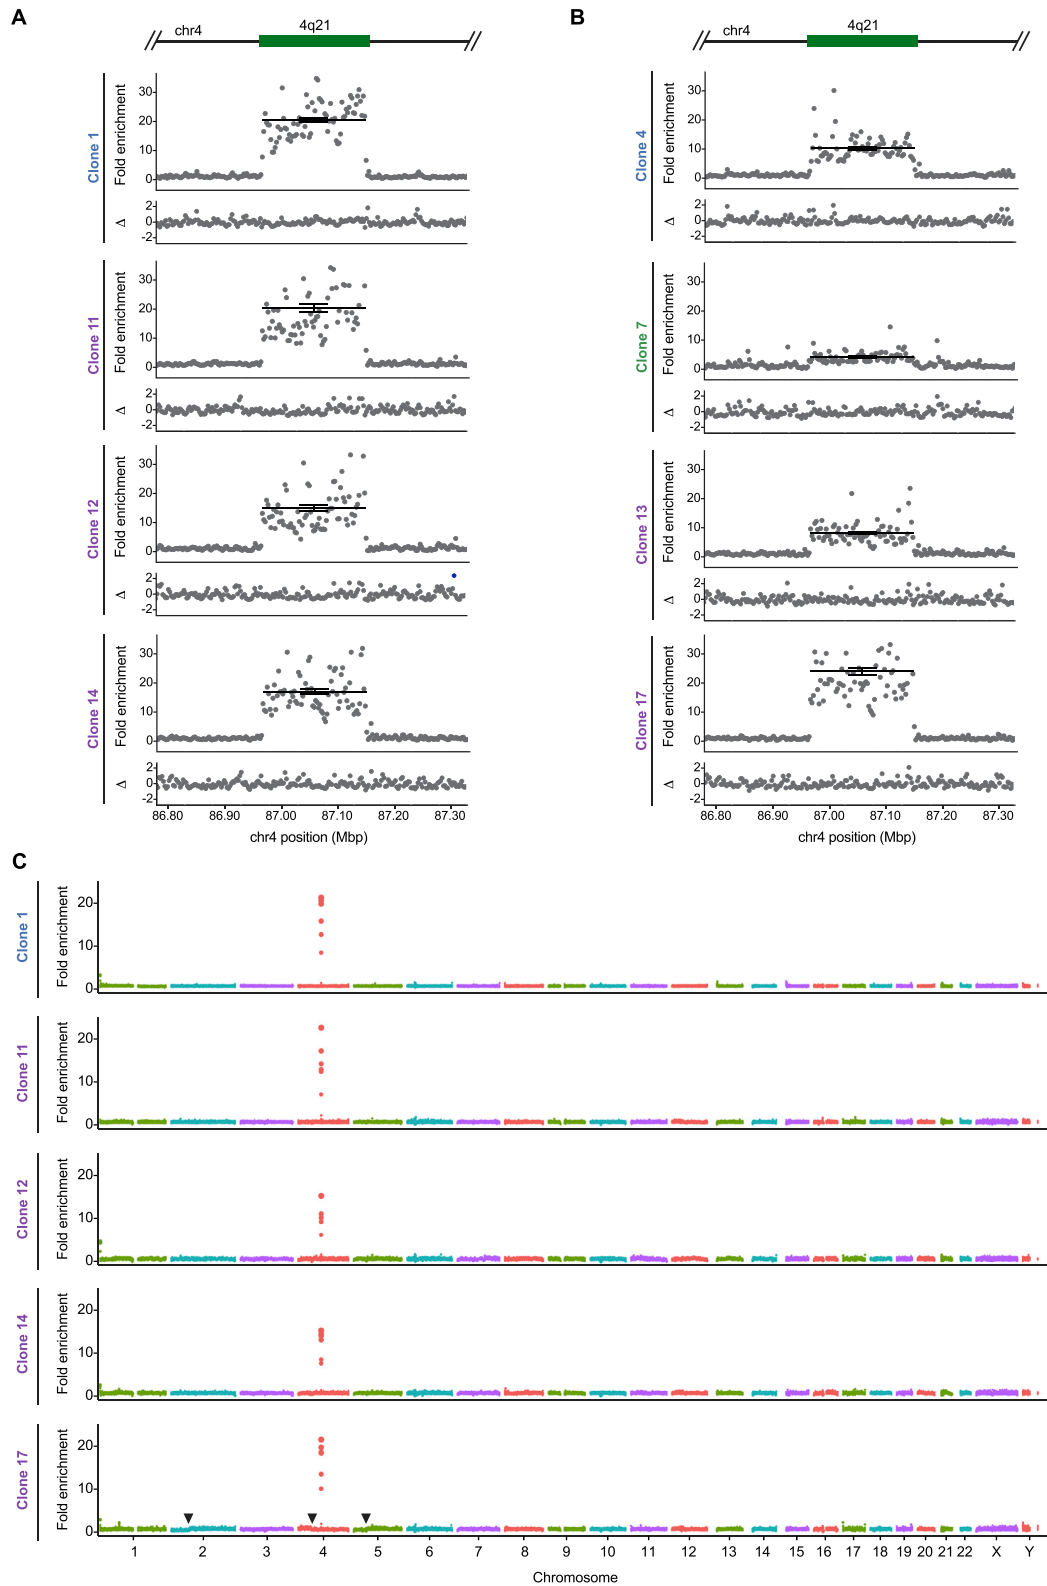 A
chr4
4q21
Clone 1
Fold enrichment
30
20
10
0
Δ
2
0
-2
Clone 11
Fold enrichment
30
20
10
0
Δ
2
0
-2
Clone 12
Fold enrichment
30
20
10
0
Δ
2
0
-2
Clone 14
Fold enrichment
30
20
10
0
Δ
2
0
-2
86.80 86.90 87.00 87.10 87.20 87.30
chr4 position (Mbp)
B
chr4
4q21
Clone 4
Fold enrichment
30
20
10
0
Δ
2
0
-2
Clone 7
Fold enrichment
30
20
10
0
Δ
2
0
-2
Clone 13
Fold enrichment
30
20
10
0
Δ
2
0
-2
Clone 17
Fold enrichment
30
20
10
0
Δ
2
0
-2
86.80 86.90 87.00 87.10 87.20 87.30
chr4 position (Mbp)
C
Clone 1
Fold enrichment
20
10
0
Clone 11
Fold enrichment
20
10
0
Clone 12
Fold enrichment
20
10
0
Clone 14
Fold enrichment
20
10
0
Clone 17
Fold enrichment
20
10
0
1 2 3 4 5 6 7 8 9 10 11 12 13 14 15 16 17 18 19 20 21 22 X Y
Chromosome